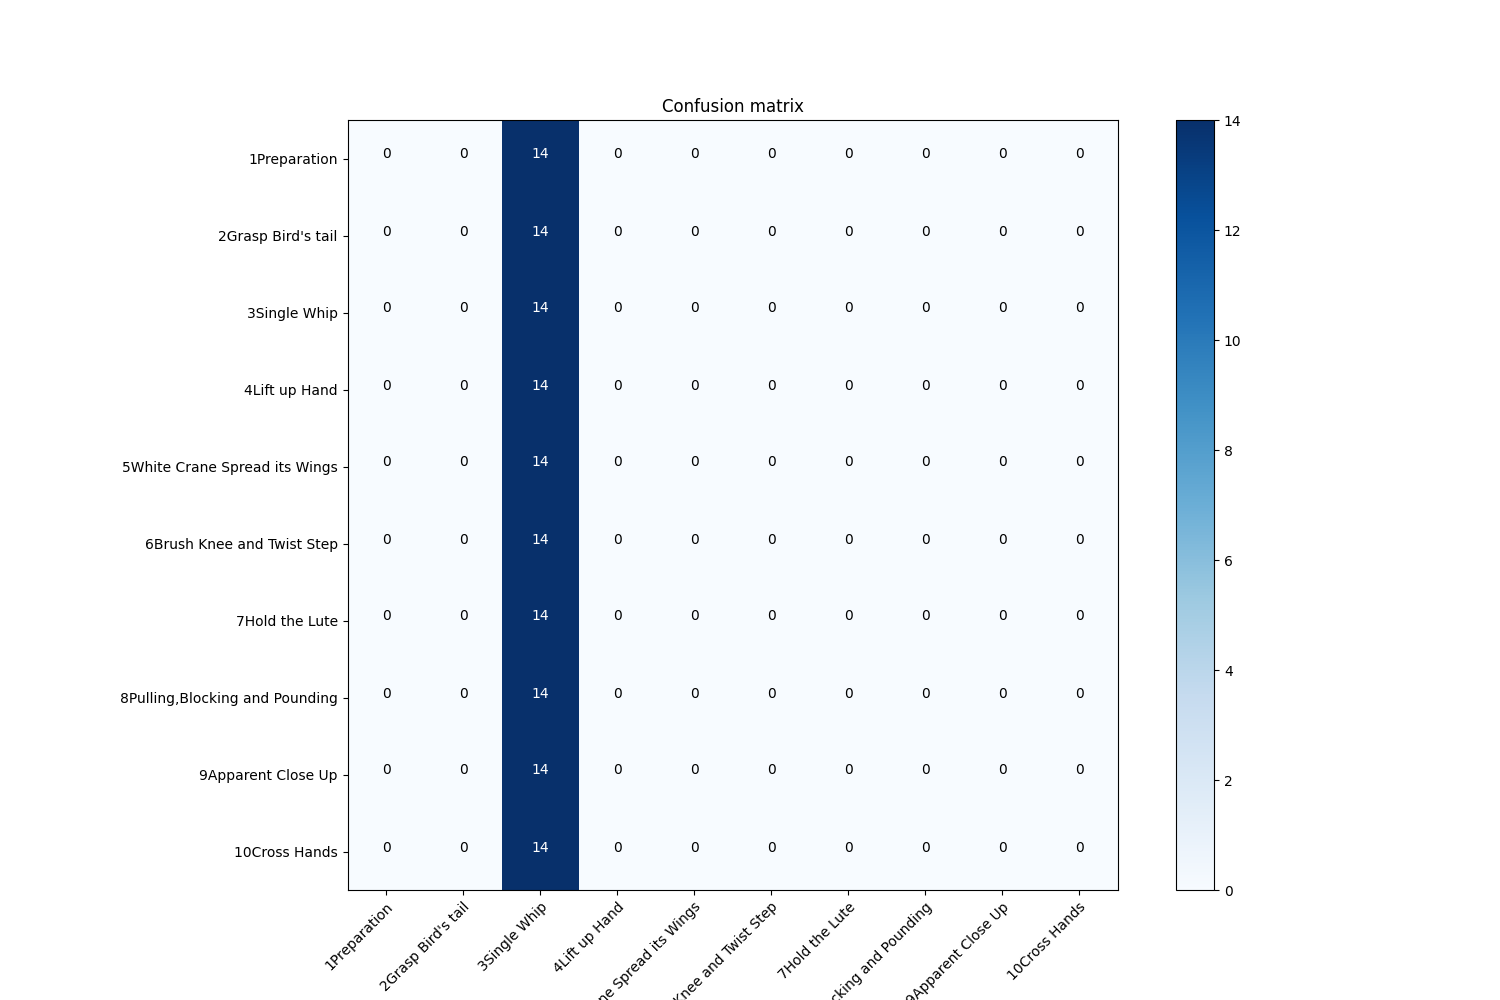 Confusion matrix
1Preparation 0 0 14 0 0 0 0 0 0 0
2Grasp Bird's tail 0 0 14 0 0 0 0 0 0 0
3Single Whip 0 0 14 0 0 0 0 0 0 0
4Lift up Hand 0 0 14 0 0 0 0 0 0 0
5White Crane Spread its Wings 0 0 14 0 0 0 0 0 0 0
6Brush Knee and Twist Step 0 0 14 0 0 0 0 0 0 0
7Hold the Lute 0 0 14 0 0 0 0 0 0 0
8Pulling,Blocking and Pounding 0 0 14 0 0 0 0 0 0 0
9Apparent Close Up 0 0 14 0 0 0 0 0 0 0
10Cross Hands 0 0 14 0 0 0 0 0 0 0
1Preparation
2Grasp Bird's tail
3Single Whip
4Lift up Hand
ne Spread its Wings
Knee and Twist Step
7Hold the Lute
cking and Pounding
9Apparent Close Up
10Cross Hands
14
12
10
8
6
4
2
0